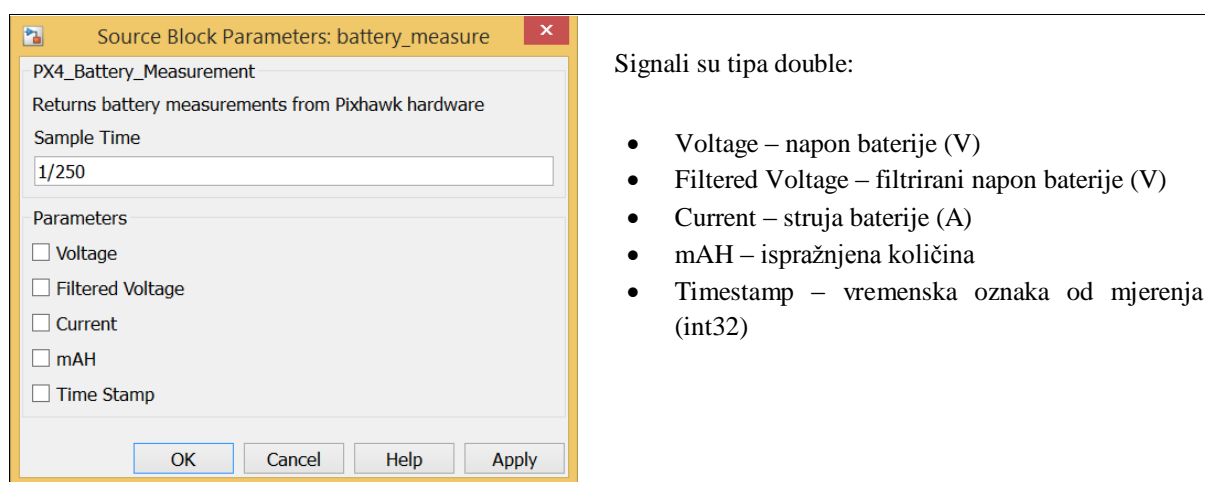 Source Block Parameters: battery_measure
PX4_Battery_Measurement
Returns battery measurements from Pixhawk hardware
Sample Time
1/250
Parameters
Voltage
Filtered Voltage
Current
mAH
Time Stamp
OK Cancel Help Apply
Signali su tipa double:
• Voltage – napon baterije (V)
• Filtered Voltage – filtrirani napon baterije (V)
• Current – struja baterije (A)
• mAH – ispražnjena količina
• Timestamp – vremenska oznaka od mjerenja
(int32)